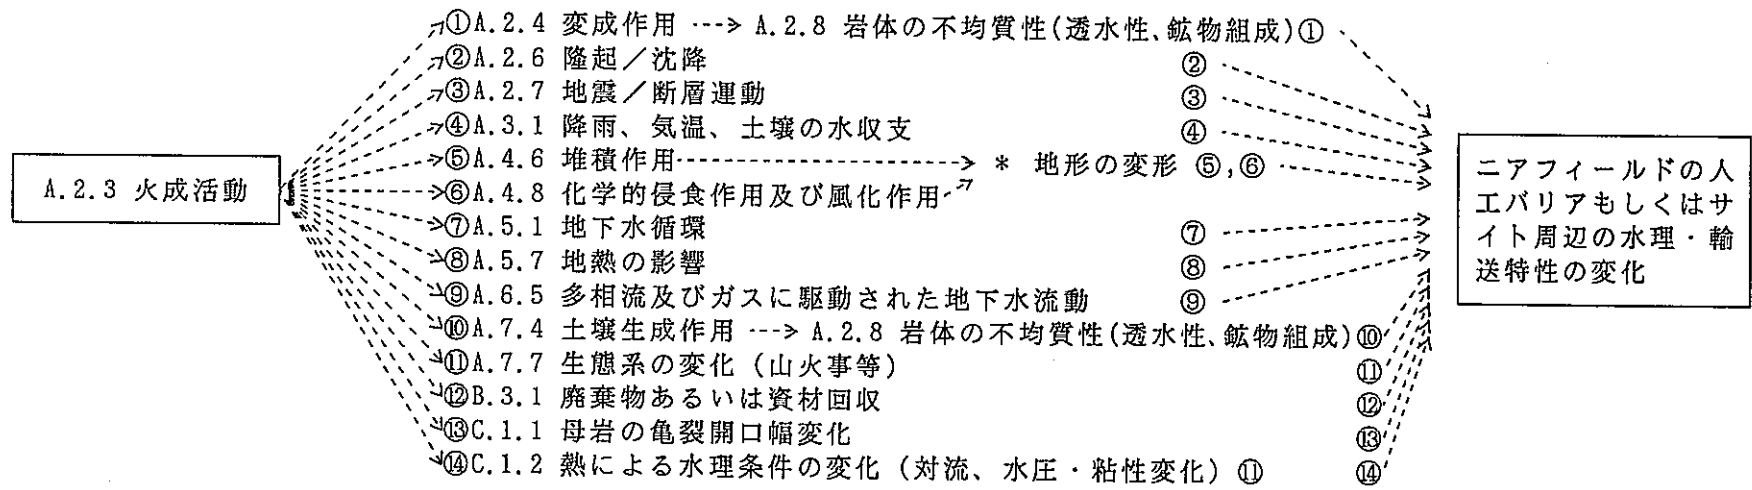 A.2.3 火成活動
①A.2.4 変成作用 ---> A.2.8 岩体の不均質性(透水性、鉱物組成)①
②A.2.6 隆起／沈降 ②
③A.2.7 地震／断層運動 ③
④A.3.1 降雨、気温、土壌の水収支 ④
⑤A.4.6 堆積作用 ---> * 地形の変形 ⑤,⑥
⑥A.4.8 化学的侵食作用及び風化作用
⑦A.5.1 地下水循環 ⑦
⑧A.5.7 地熱の影響 ⑧
⑨A.6.5 多相流及びガスに駆動された地下水流動 ⑨
⑩A.7.4 土壌生成作用 ---> A.2.8 岩体の不均質性(透水性、鉱物組成)⑩
⑪A.7.7 生態系の変化（山火事等） ⑪
⑫B.3.1 廃棄物あるいは資材回収 ⑫
⑬C.1.1 母岩の亀裂開口幅変化 ⑬
⑭C.1.2 熱による水理条件の変化（対流、水圧・粘性変化）⑪ ⑭
ニアフィールドの人
工バリアもしくはサ
イト周辺の水理・輸
送特性の変化